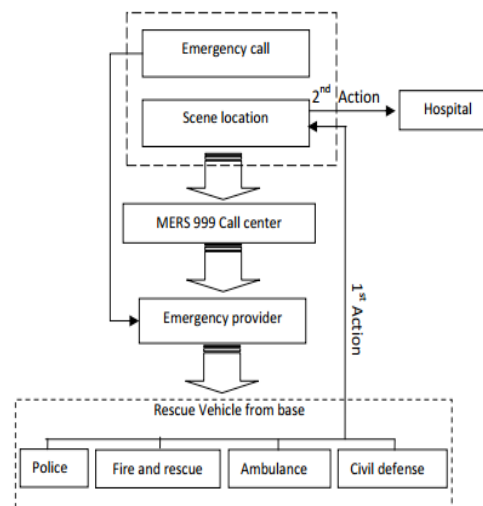 Emergency call
2nd Action
Hospital
Scene location
MERS 999 Call center
1st Action
Emergency provider
Rescue Vehicle from base
Police
Fire and rescue
Ambulance
Civil defense